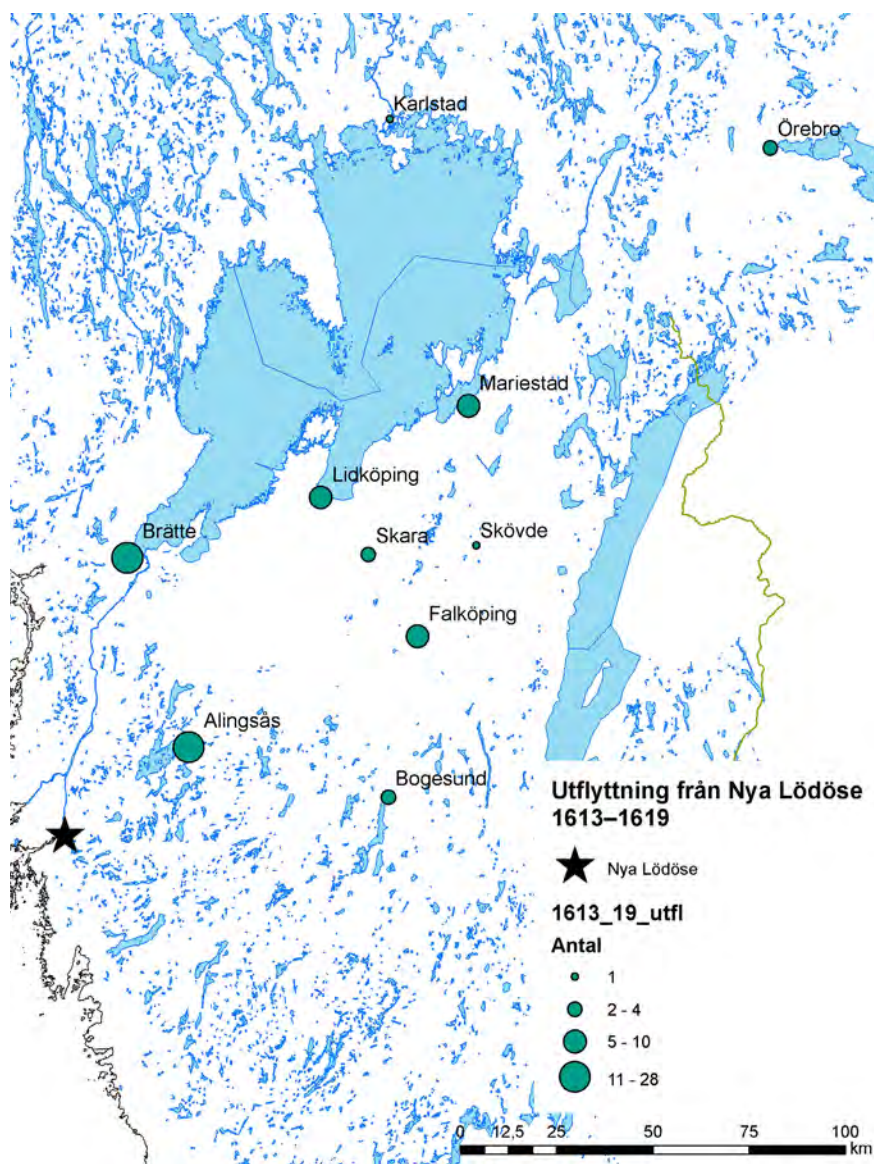 Karlstad
Örebro
Mariestad
Lidköping
Brätte
Skara
Skövde
Falköping
Alingsås
Bogesund
Utflyttning från Nya Lödöse
1613–1619
Nya Lödöse
1613_19_utfl
Antal
1
2 - 4
5 - 10
11 - 28
0 12,5 25 50 75 100
km